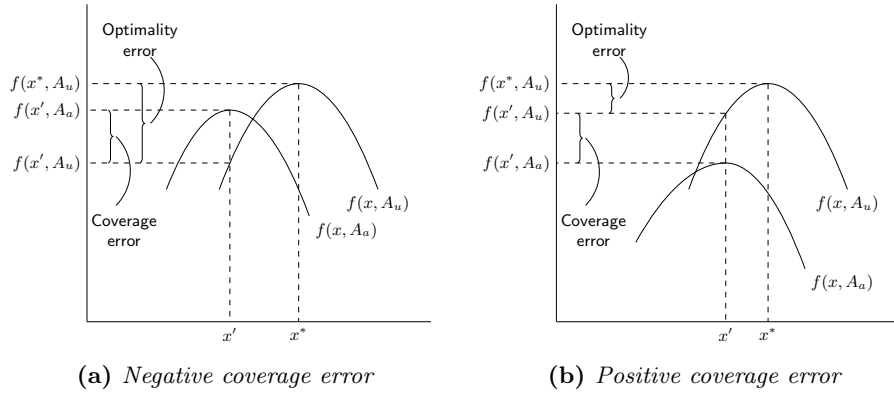 Optimality
error
f(x*, A_u)
f(x', A_a)
f(x', A_u)
Coverage
error
f(x, A_u)
f(x, A_a)
x'
x*
(a) Negative coverage error
Optimality
error
f(x*, A_u)
f(x', A_u)
f(x', A_a)
Coverage
error
f(x, A_u)
f(x, A_a)
x'
x*
(b) Positive coverage error